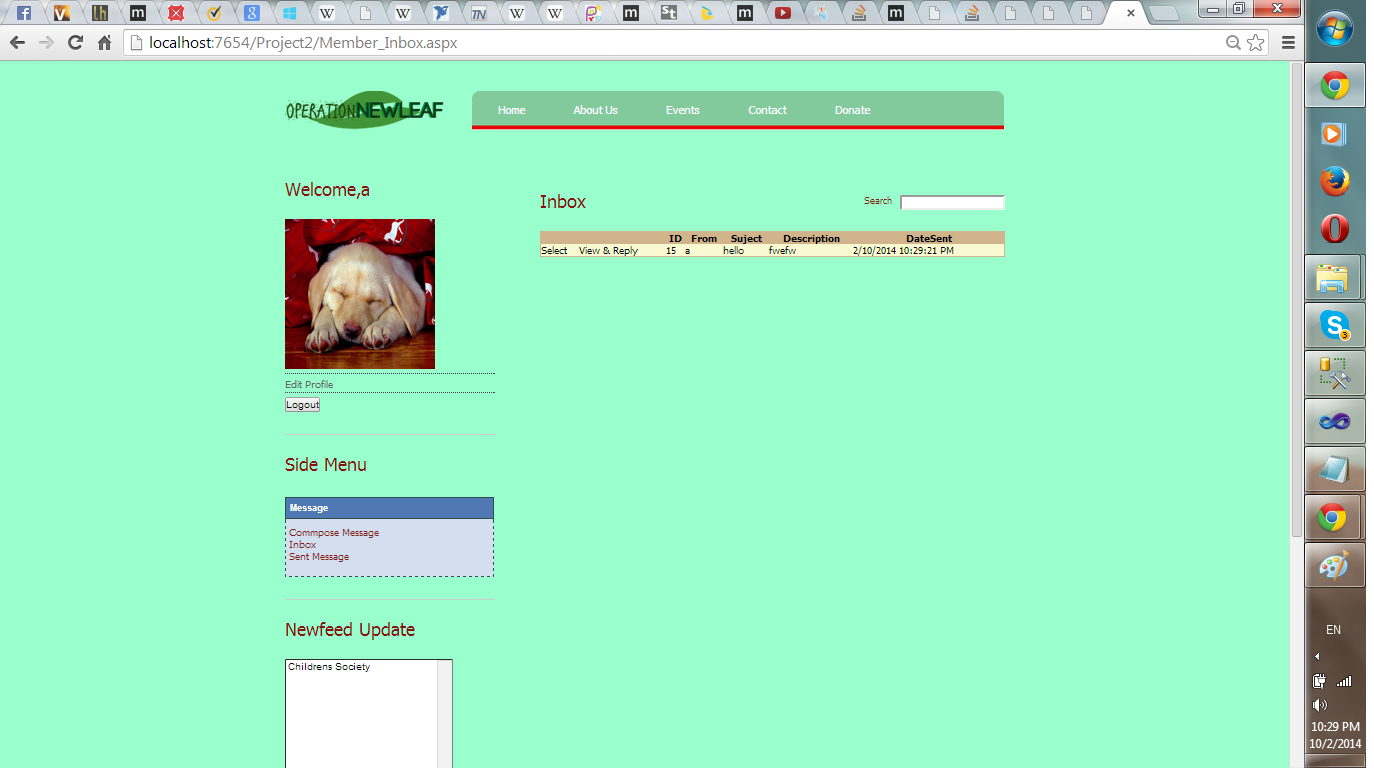 localhost:7654/Project2/Member_Inbox.aspx
OPERATIONNEWLEAF
Home About Us Events Contact Donate
Welcome,a
Edit Profile
Logout
Side Menu
Message
Commpose Message
Inbox
Sent Message
Newfeed Update
Childrens Society
Inbox
Search
ID From Suject Description DateSent
Select View & Reply 15 a hello fwefw 2/10/2014 10:29:21 PM
EN
10:29 PM
10/2/2014